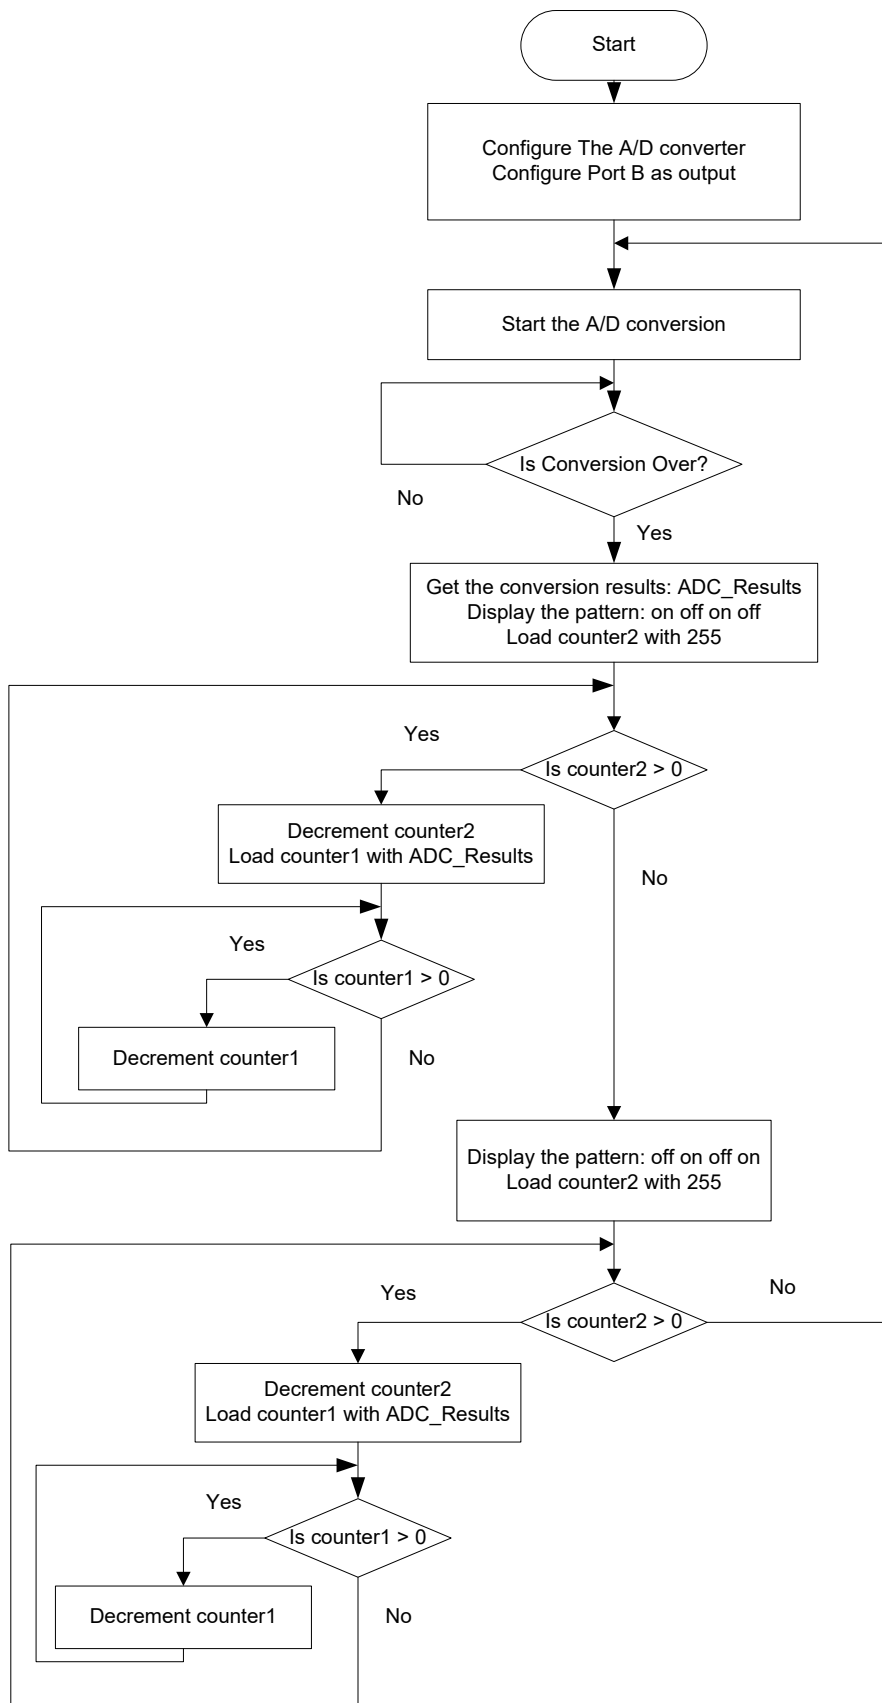 Start
Configure The A/D converter
Configure Port B as output
Start the A/D conversion
Is Conversion Over?
No
Yes
Get the conversion results: ADC_Results
Display the pattern: on off on off
Load counter2 with 255
Yes
Is counter2 > 0
Decrement counter2
Load counter1 with ADC_Results
No
Yes
Is counter1 > 0
Decrement counter1
No
Display the pattern: off on off on
Load counter2 with 255
No
Yes
Is counter2 > 0
Decrement counter2
Load counter1 with ADC_Results
Yes
Is counter1 > 0
Decrement counter1
No